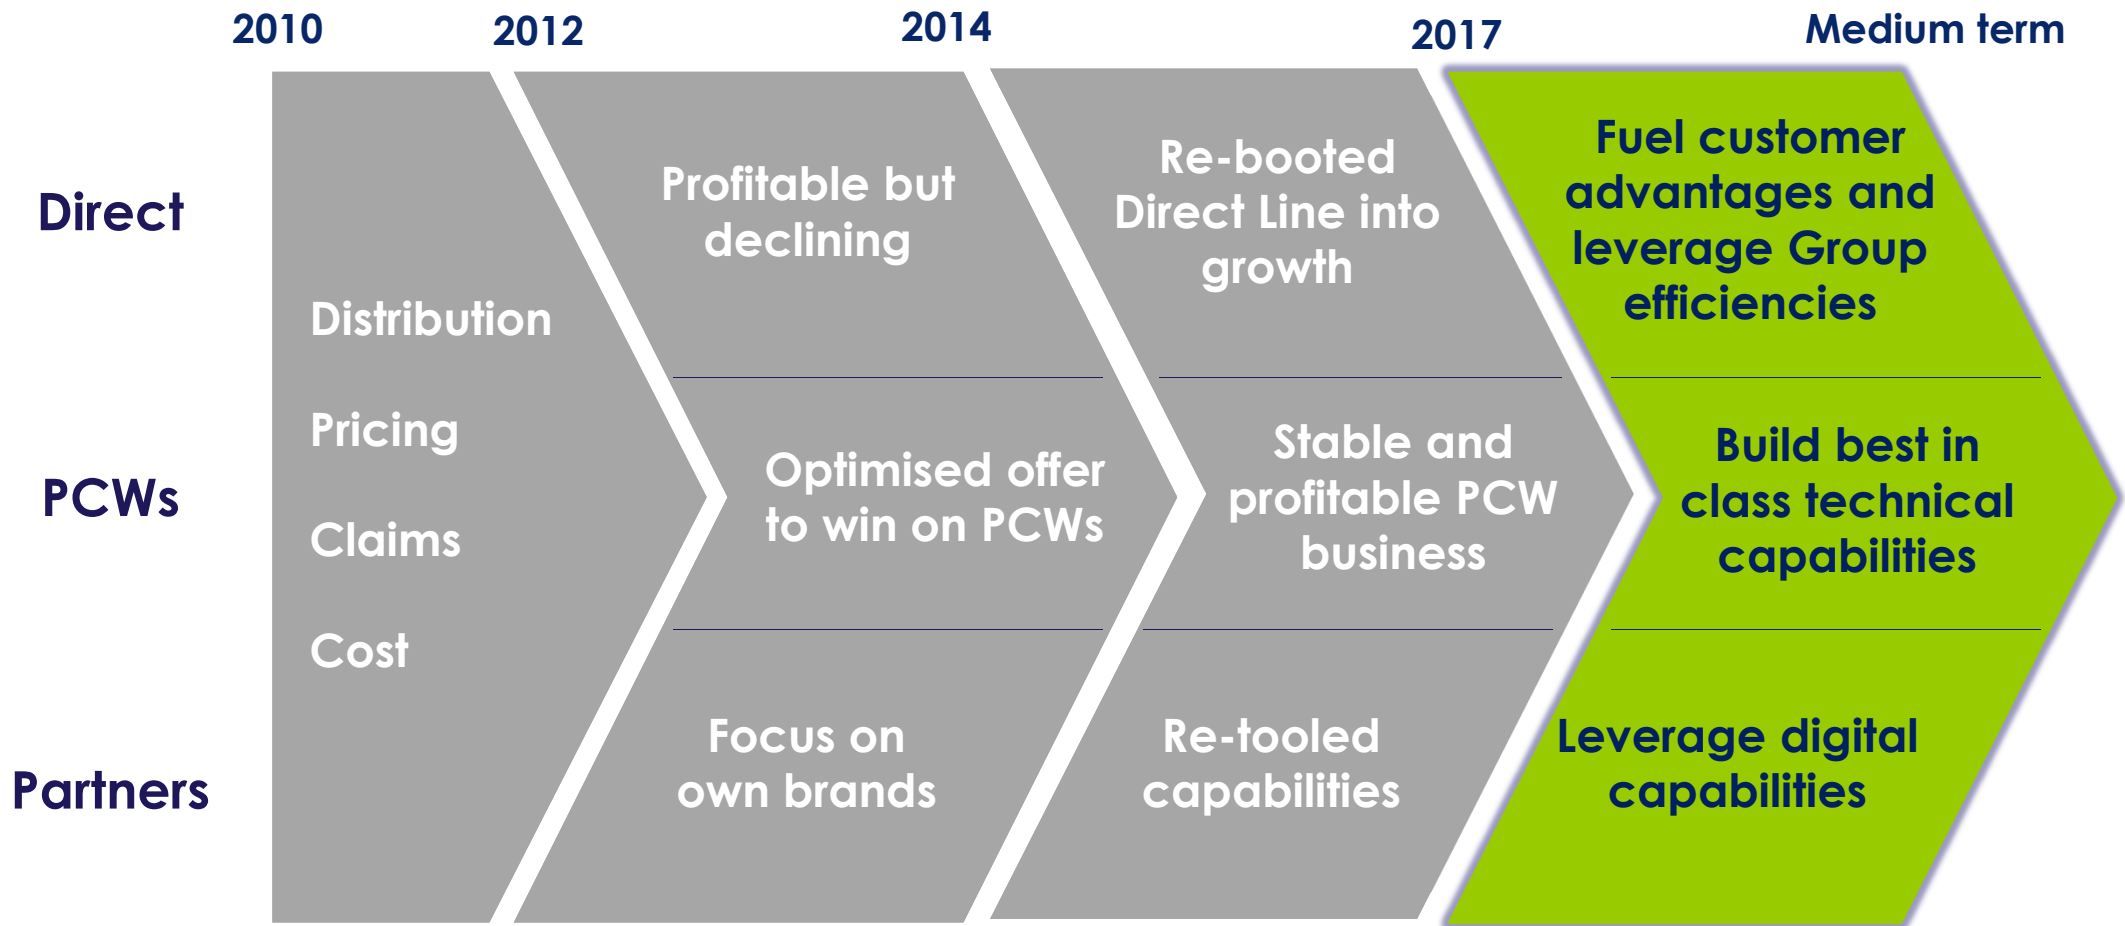 2010
2012
2014
2017
Medium term
Direct
PCWs
Partners
Distribution
Pricing
Claims
Cost
Profitable but
declining
Optimised offer
to win on PCWs
Focus on
own brands
Re-booted
Direct Line into
growth
Stable and
profitable PCW
business
Re-tooled
capabilities
Fuel customer
advantages and
leverage Group
efficiencies
Build best in
class technical
capabilities
Leverage digital
capabilities